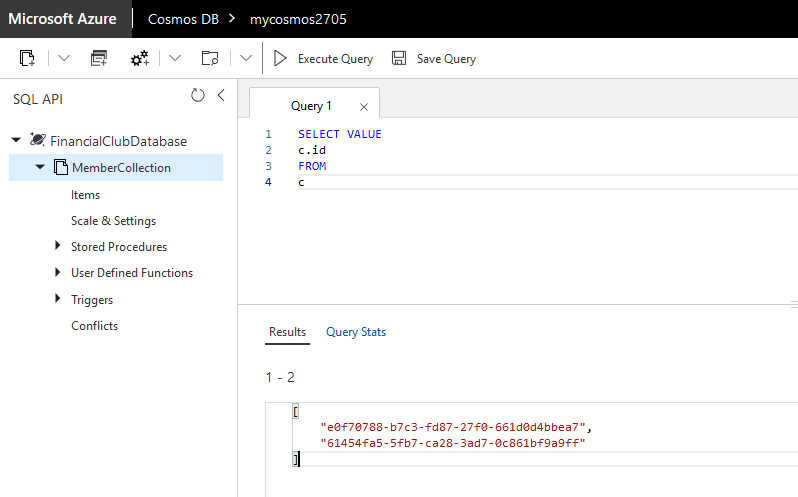 Microsoft Azure Cosmos DB > mycosmos2705
Execute Query Save Query
SQL API
FinancialClubDatabase
MemberCollection
Items
Scale & Settings
Stored Procedures
User Defined Functions
Triggers
Conflicts
Query 1
1 SELECT VALUE
2 c.id
3 FROM
4 c
Results Query Stats
1 - 2
[
"e0f70788-b7c3-fd87-27f0-661d0d4bbea7",
"61454fa5-5fb7-ca28-3ad7-0c861bf9a9ff"
]